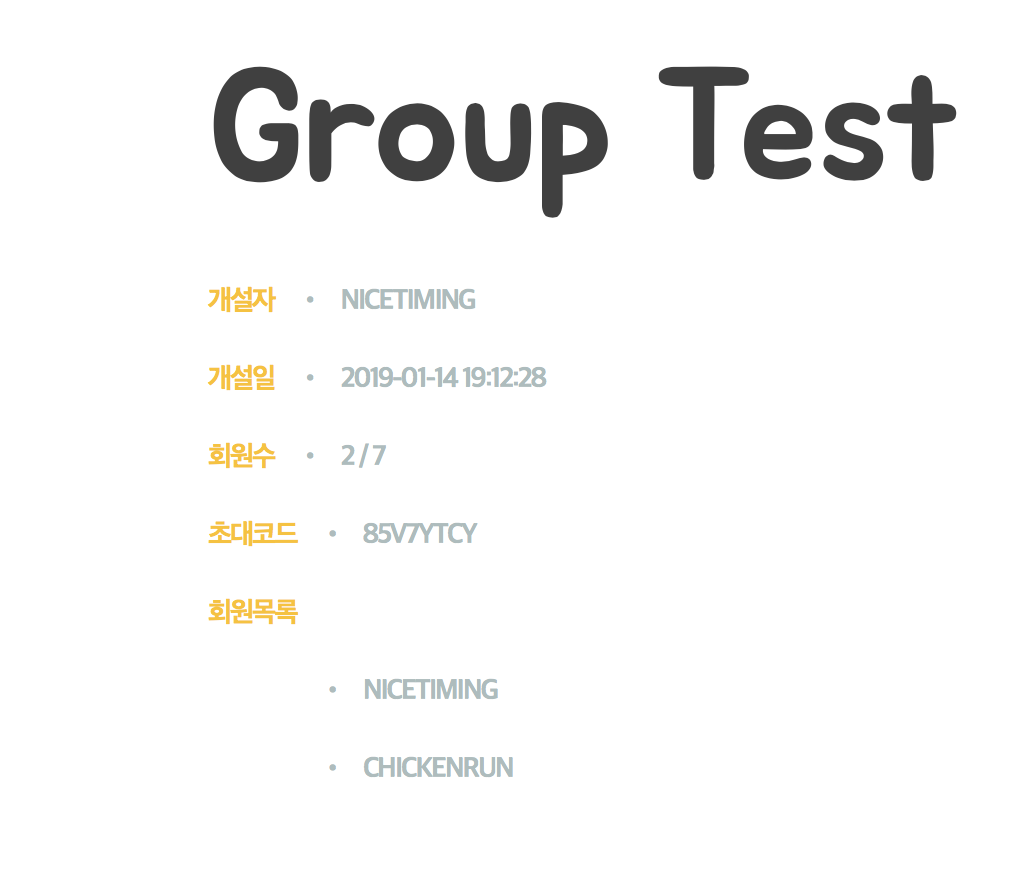 Group Test
개설자 • NICETIMING
개설일 • 2019-01-14 19:12:28
회원수 • 2 / 7
초대코드 • 85V7YTCY
회원목록
• NICETIMING
• CHICKENRUN